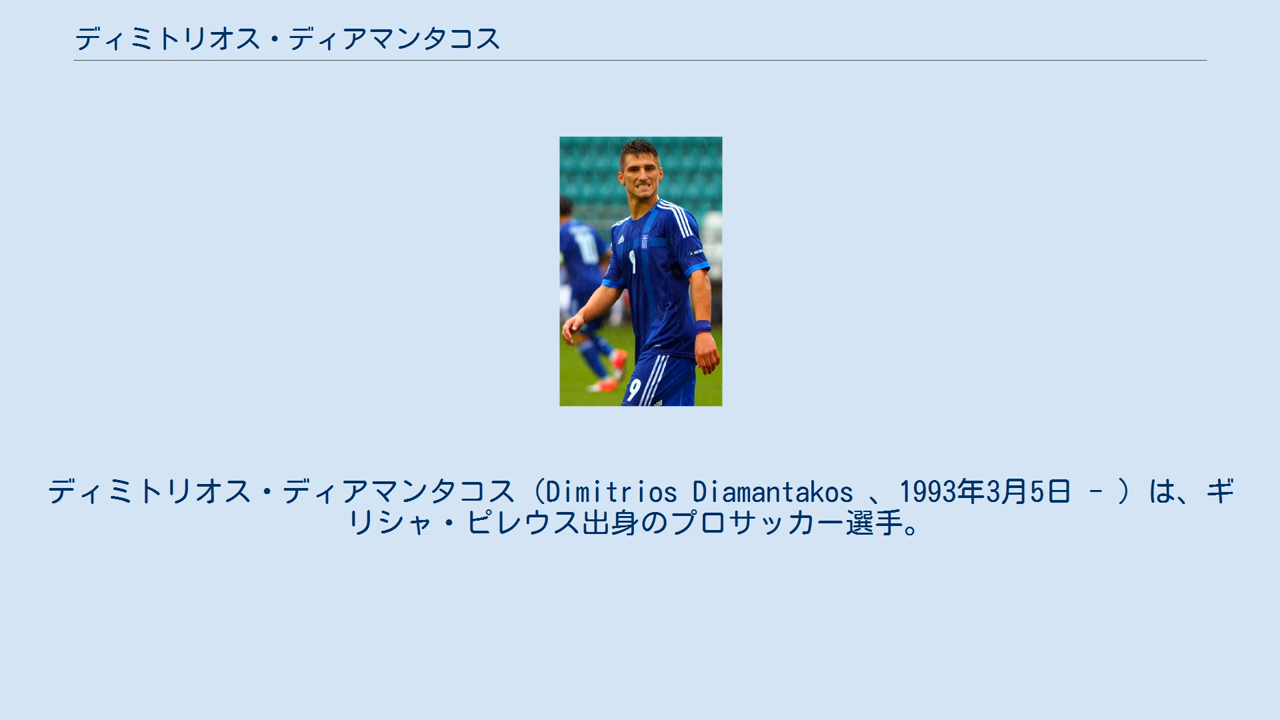 ディミトリオス・ディアマンタコス
9
9
ディミトリオス・ディアマンタコス（Dimitrios Diamantakos 、1993年3月5日 - ）は、ギ
リシャ・ピレウス出身のプロサッカー選手。